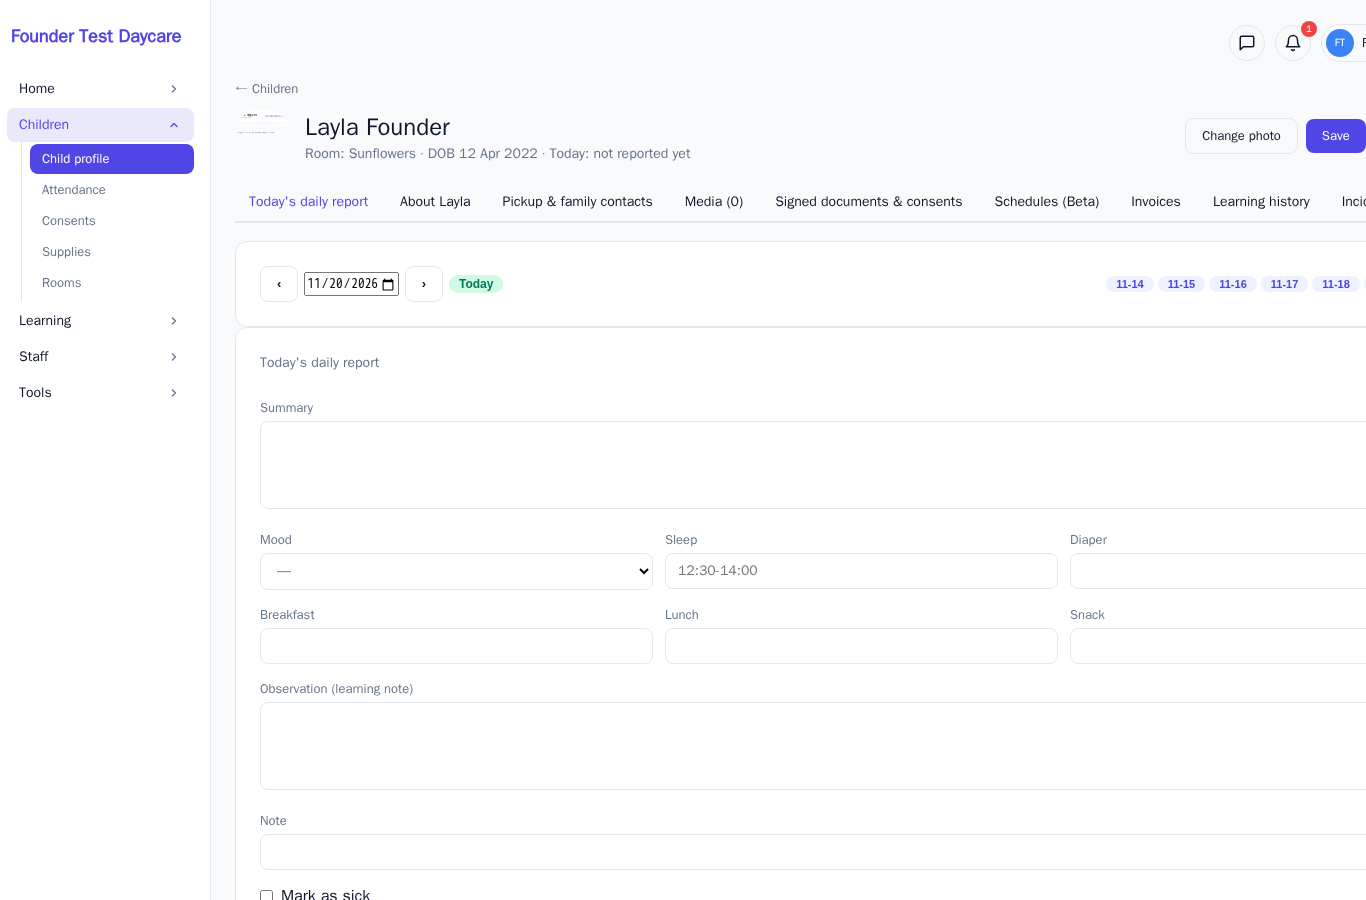 Founder Test Daycare
Home
Children
Child profile
Attendance
Consents
Supplies
Rooms
Learning
Staff
Tools
1
FT
← Children
Layla Founder
Room: Sunflowers · DOB 12 Apr 2022 · Today: not reported yet
Change photo
Save
Today's daily report
About Layla
Pickup & family contacts
Media (0)
Signed documents & consents
Schedules (Beta)
Invoices
Learning history
‹
11/20/2026
›
Today
11-14
11-15
11-16
11-17
11-18
Today's daily report
Summary
Mood
Sleep
Diaper
—
12:30-14:00
Breakfast
Lunch
Snack
Observation (learning note)
Note
Mark as sick